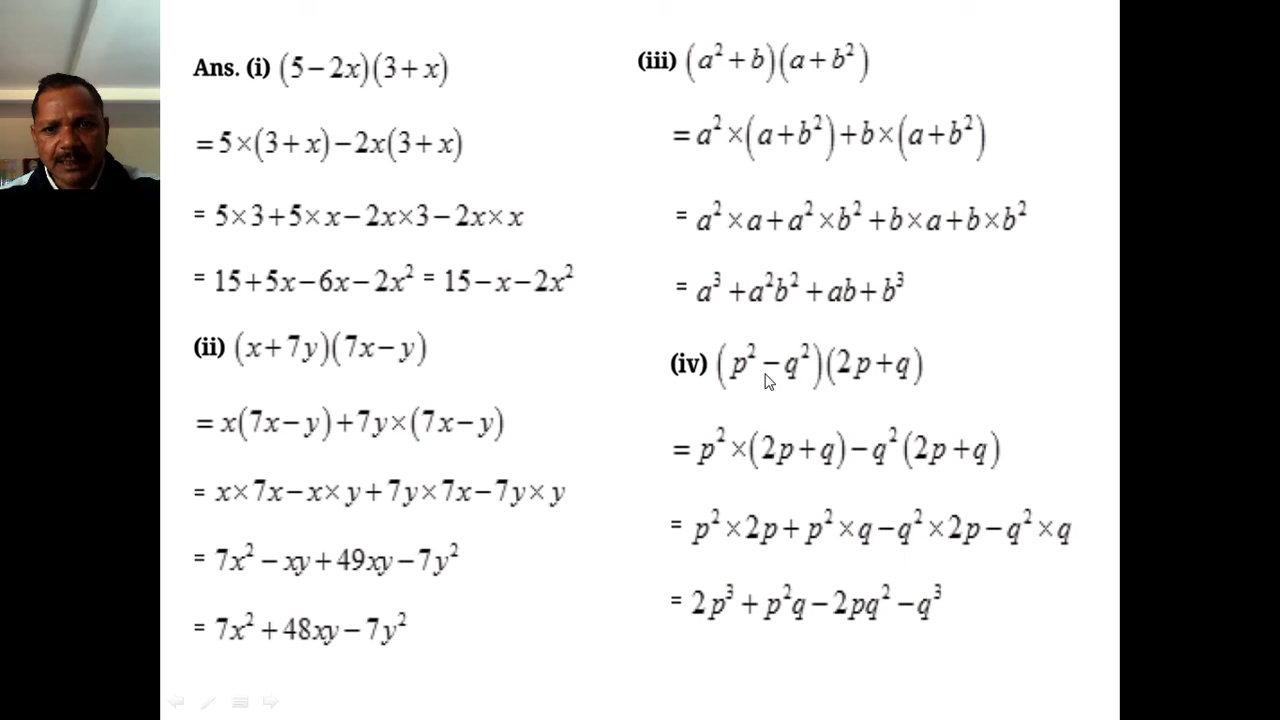 Ans. (i) (5−2x)(3+x)
=5×(3+x)−2x(3+x)
= 5×3+5×x−2x×3−2x×x
= 15+5x−6x−2x² = 15−x−2x²
(ii) (x+7y)(7x−y)
=x(7x−y)+7y×(7x−y)
= x×7x−x×y+7y×7x−7y×y
= 7x²−xy+49xy−7y²
= 7x²+48xy−7y²
(iii) (a²+b)(a+b²)
=a²×(a+b²)+b×(a+b²)
= a²×a+a²×b²+b×a+b×b²
= a³+a²b²+ab+b³
(iv) (p²−q²)(2p+q)
=p²×(2p+q)−q²(2p+q)
= p²×2p+p²×q−q²×2p−q²×q
= 2p³+p²q−2pq²−q³